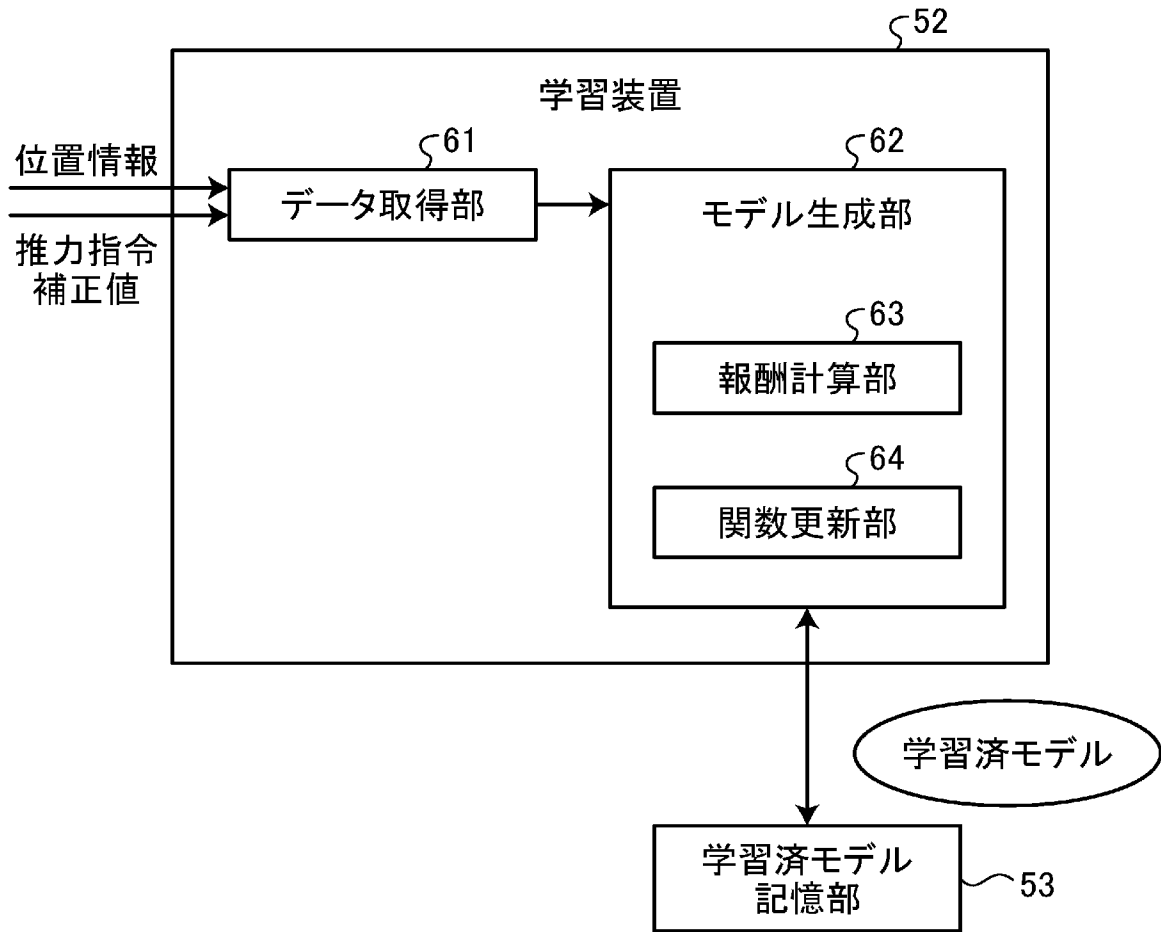 52
学習装置
61
62
位置情報
データ取得部
モデル生成部
推力指令
補正値
63
報酬計算部
64
関数更新部
学習済モデル
学習済モデル
記憶部
53